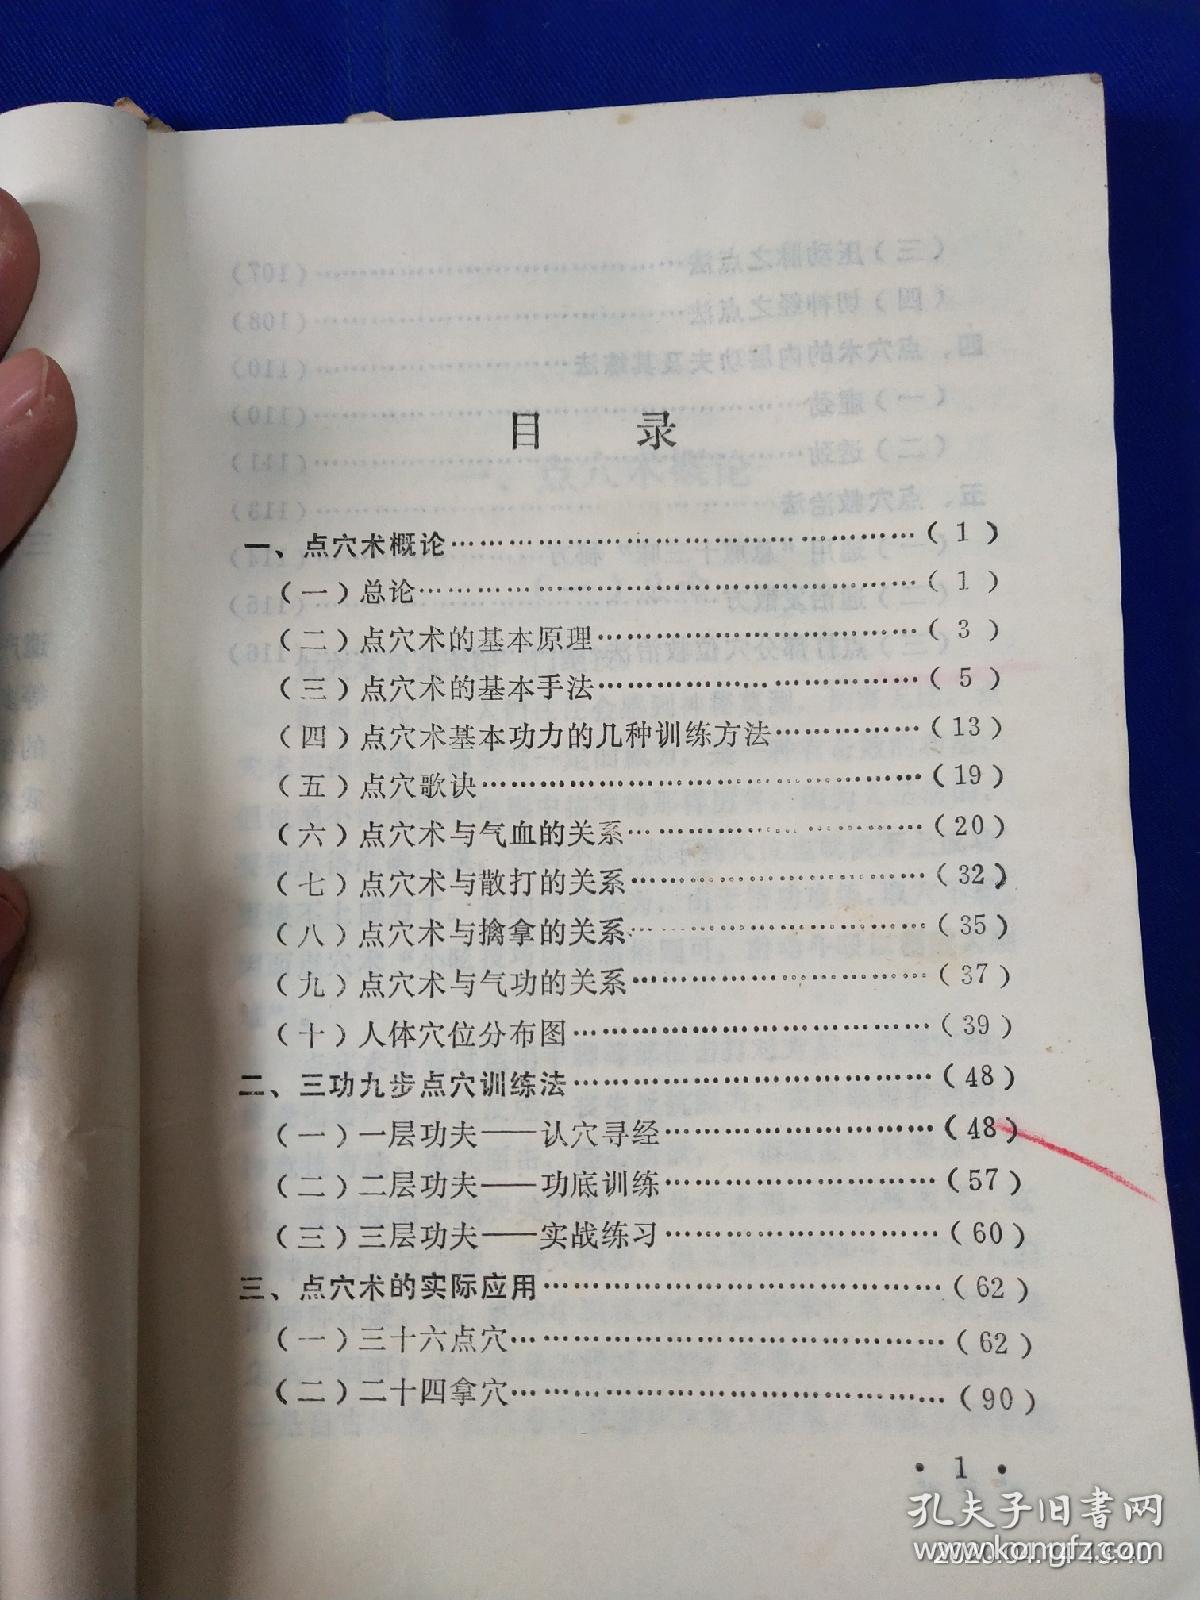 目 录
一、点穴术概论……………………………………………( 1 )
（一）总论………………………………………………( 1 )
（二）点穴术的基本原理……………………………( 3 )
（三）点穴术的基本手法……………………………( 5 )
（四）点穴术基本功力的几种训练方法……………(13)
（五）点穴歌诀…………………………………………(19)
（六）点穴术与气血的关系…………………………(20)
（七）点穴术与散打的关系…………………………(32)
（八）点穴术与擒拿的关系…………………………(35)
（九）点穴术与气功的关系…………………………(37)
（十）人体穴位分布图………………………………(39)
二、三功九步点穴训练法………………………………(48)
（一）一层功夫——认穴寻经………………………(48)
（二）二层功夫——功底训练………………………(57)
（三）三层功夫——实战练习………………………(60)
三、点穴术的实际应用…………………………………(62)
（一）三十六点穴………………………………………(62)
（二）二十四拿穴………………………………………(90)
• 1 •
孔夫子旧书网
www.kongfz.com